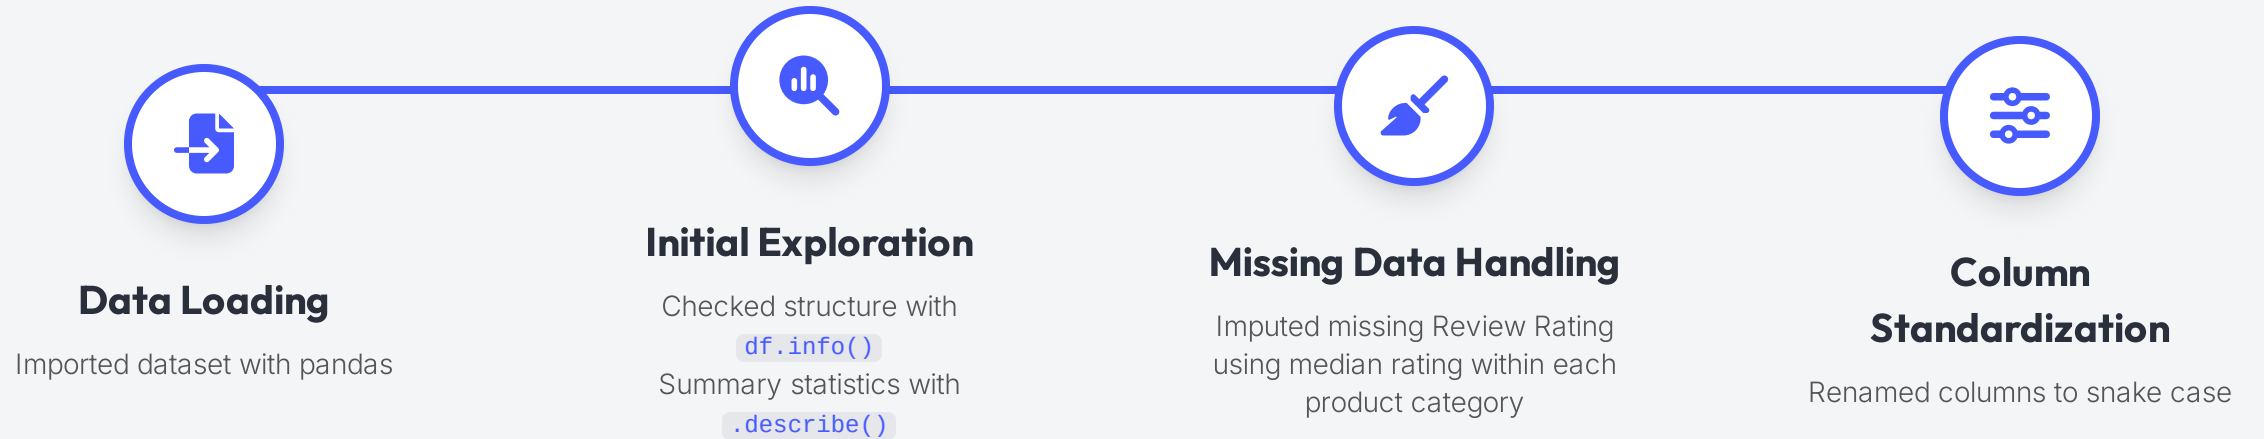 Data Loading
Imported dataset with pandas
Initial Exploration
Checked structure with
df.info()
Summary statistics with
.describe()
Missing Data Handling
Imputed missing Review Rating
using median rating within each
product category
Column
Standardization
Renamed columns to snake case